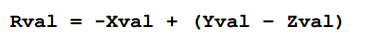 Rval = -Xval + (Yval – Zval)